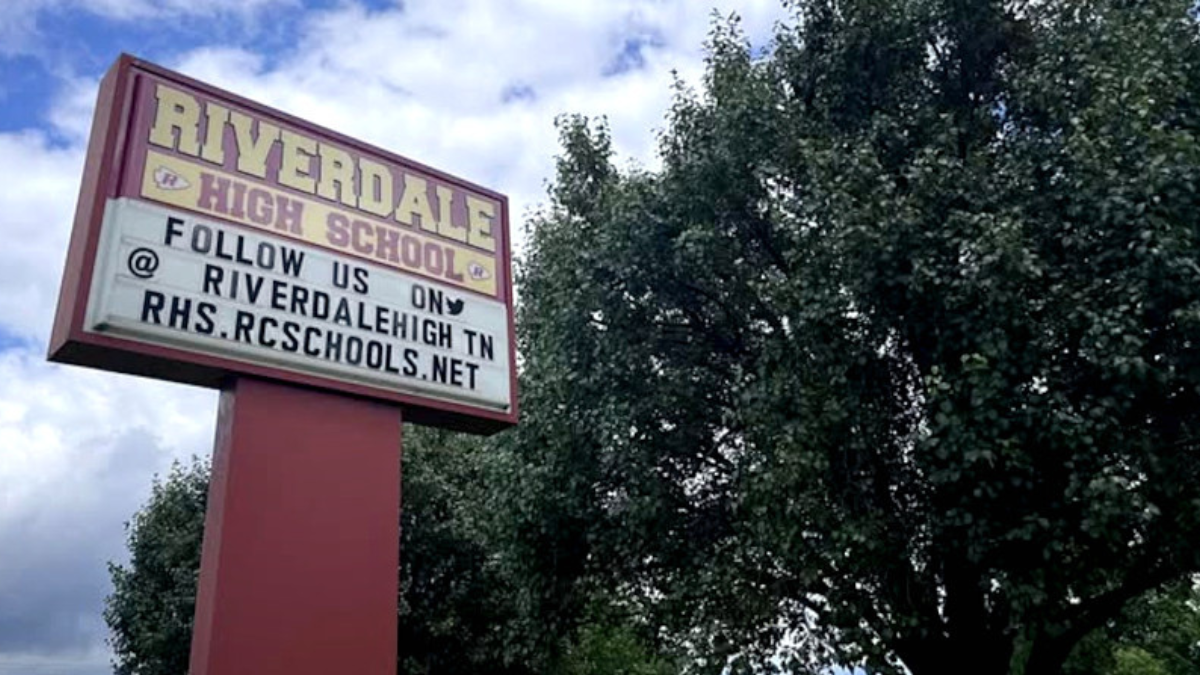 RIVERDALE
HIGH SCHOOL
FOLLOW US ON
@ RIVERDALEHIGH TN
RHS.RCSCHOOLS.NET